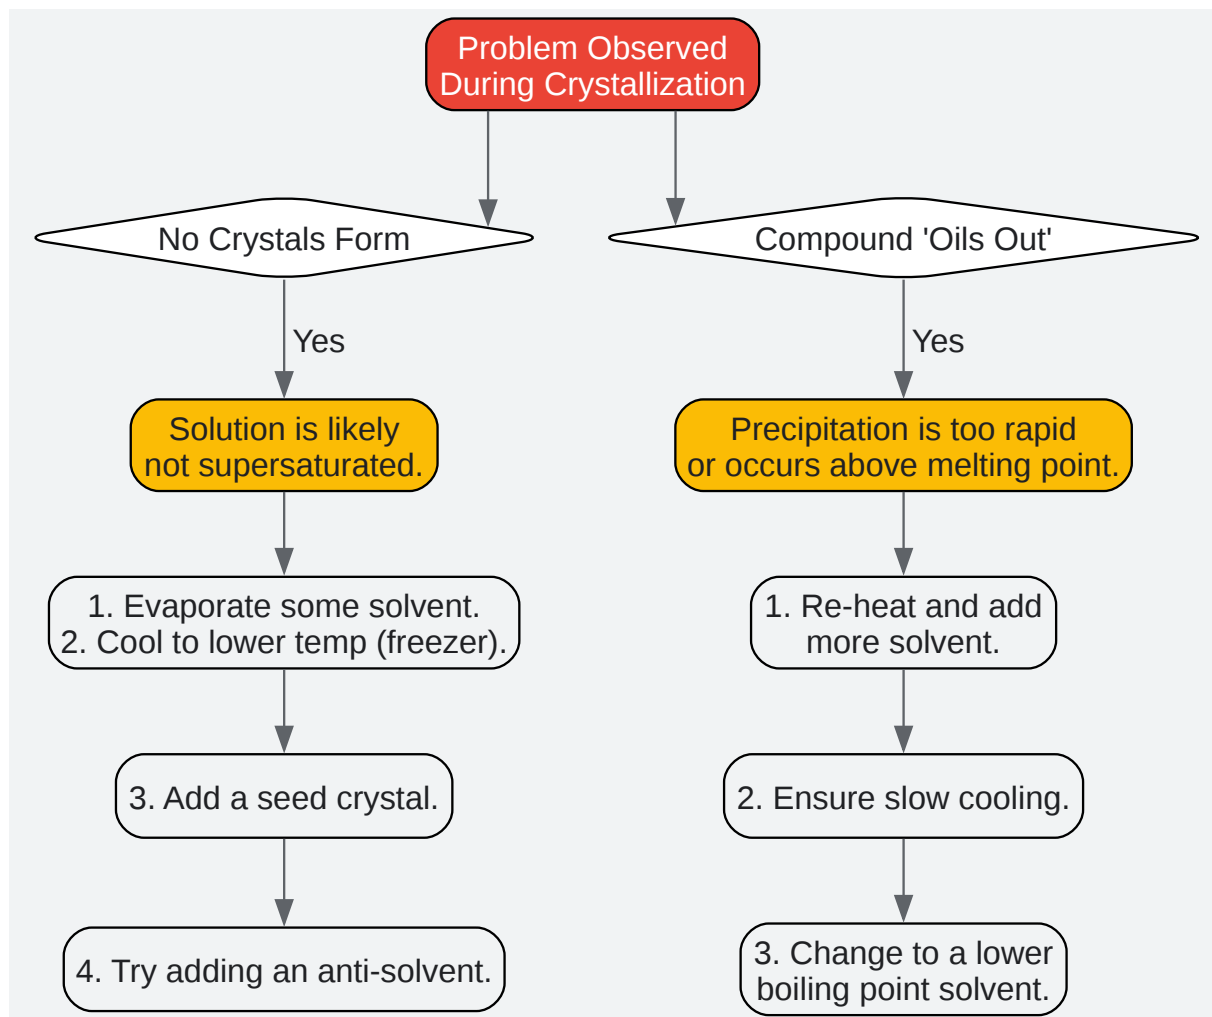 Problem Observed
During Crystallization
No Crystals Form
Yes
Solution is likely
not supersaturated.
1. Evaporate some solvent.
2. Cool to lower temp (freezer).
3. Add a seed crystal.
4. Try adding an anti-solvent.
Compound 'Oils Out'
Yes
Precipitation is too rapid
or occurs above melting point.
1. Re-heat and add
more solvent.
2. Ensure slow cooling.
3. Change to a lower
boiling point solvent.